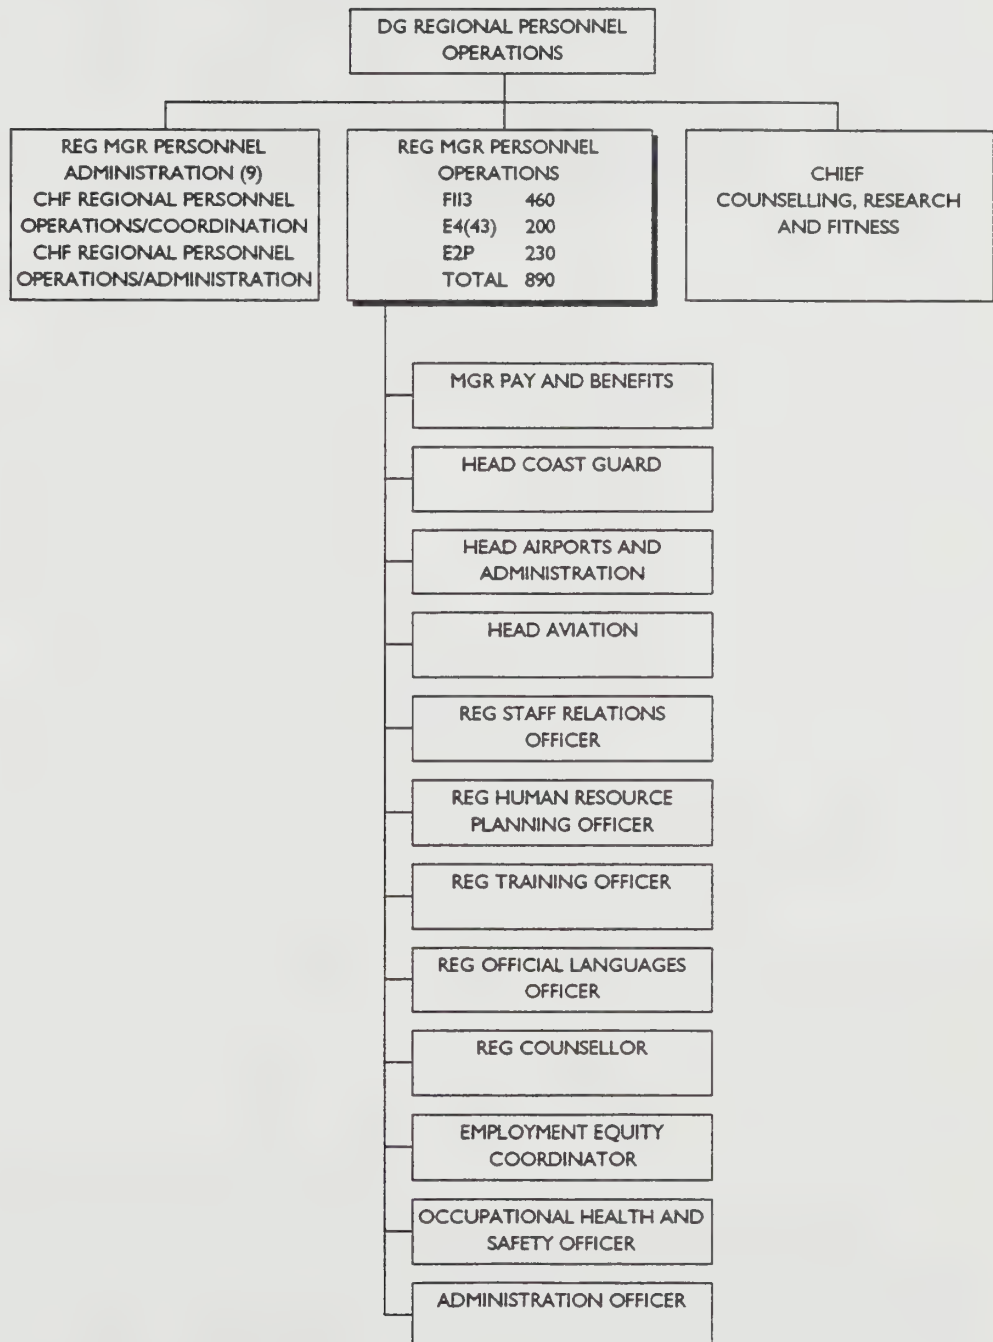 DG REGIONAL PERSONNEL
OPERATIONS
REG MGR PERSONNEL
ADMINISTRATION (9)
CHF REGIONAL PERSONNEL
OPERATIONS/COORDINATION
CHF REGIONAL PERSONNEL
OPERATIONS/ADMINISTRATION
REG MGR PERSONNEL
OPERATIONS
FII3 460
E4(43) 200
E2P 230
TOTAL 890
CHIEF
COUNSELLING, RESEARCH
AND FITNESS
MGR PAY AND BENEFITS
HEAD COAST GUARD
HEAD AIRPORTS AND
ADMINISTRATION
HEAD AVIATION
REG STAFF RELATIONS
OFFICER
REG HUMAN RESOURCE
PLANNING OFFICER
REG TRAINING OFFICER
REG OFFICIAL LANGUAGES
OFFICER
REG COUNSELLOR
EMPLOYMENT EQUITY
COORDINATOR
OCCUPATIONAL HEALTH AND
SAFETY OFFICER
ADMINISTRATION OFFICER